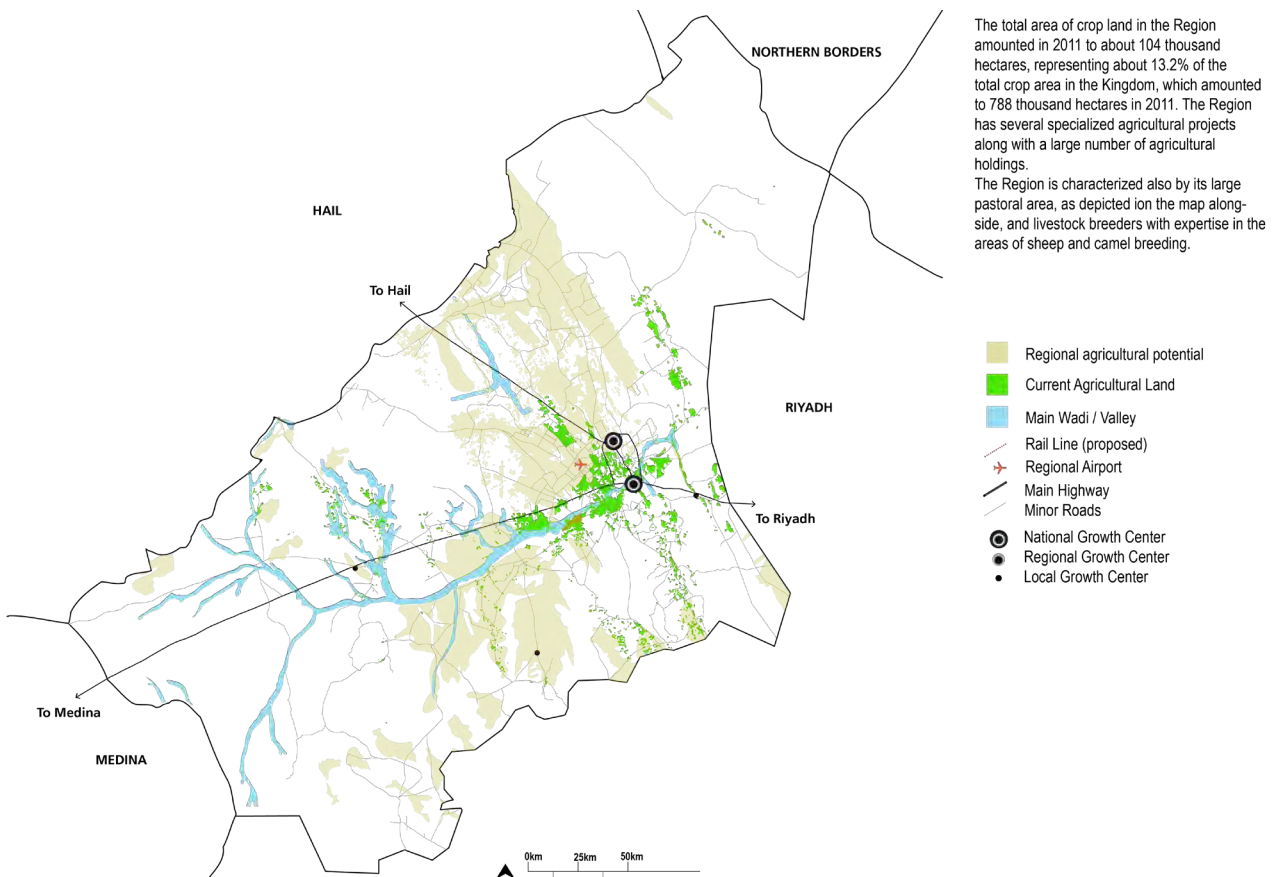 The total area of crop land in the Region
amounted in 2011 to about 104 thousand
hectares, representing about 13.2% of the
total crop area in the Kingdom, which amounted
to 788 thousand hectares in 2011. The Region
has several specialized agricultural projects
along with a large number of agricultural
holdings.
The Region is characterized also by its large
pastoral area, as depicted ion the map along-
side, and livestock breeders with expertise in the
areas of sheep and camel breeding.
NORTHERN BORDERS
HAIL
To Hail
RIYADH
To Riyadh
To Medina
MEDINA
Regional agricultural potential
Current Agricultural Land
Main Wadi / Valley
Rail Line (proposed)
Regional Airport
Main Highway
Minor Roads
National Growth Center
Regional Growth Center
Local Growth Center
0km 25km 50km